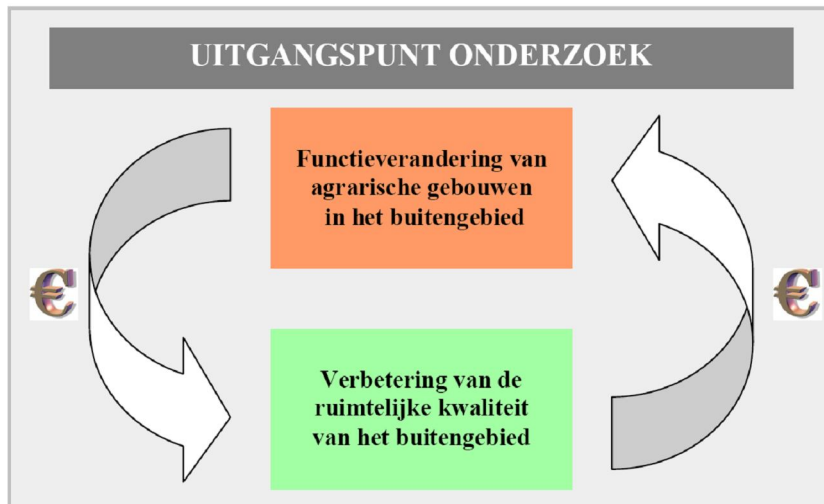 UITGANGSPUNT ONDERZOEK
Functieverandering van
agrarische gebouwen
in het buitengebied
€ €
Verbetering van de
ruimtelijke kwaliteit
van het buitengebied